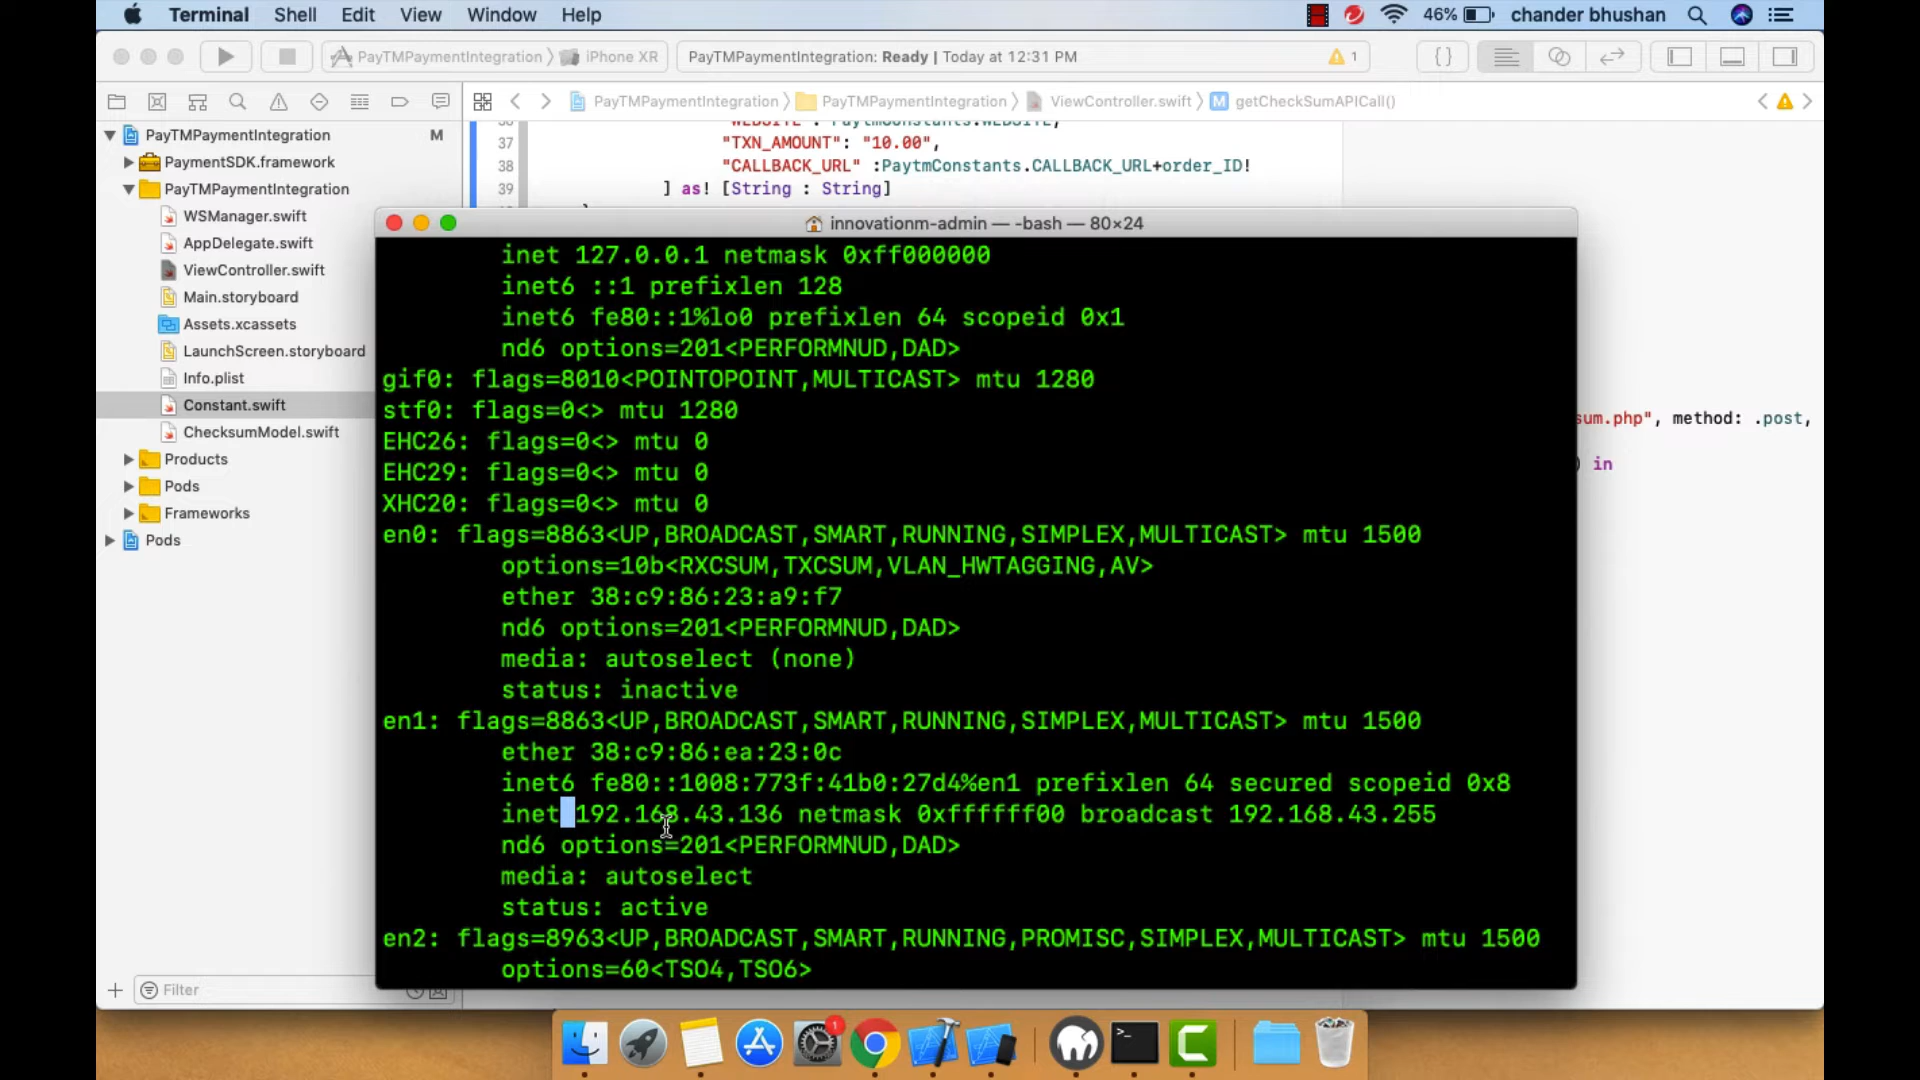 Terminal Shell Edit View Window Help 46% chander bhushan
PayTMPaymentIntegration iPhone XR PayTMPaymentIntegration: Ready | Today at 12:31 PM 1
PayTMPaymentIntegration PayTMPaymentIntegration ViewController.swift M getCheckSumAPICall()
PayTMPaymentIntegration M
PaymentSDK.framework
PayTMPaymentIntegration
WSManager.swift
AppDelegate.swift
ViewController.swift
Main.storyboard
Assets.xcassets
LaunchScreen.storyboard
Info.plist
Constant.swift
ChecksumModel.swift
Products
Pods
Frameworks
Pods
Filter
36 "WEBSITE": PaytmConstants.WEBSITE,
37 "TXN_AMOUNT": "10.00",
38 "CALLBACK_URL" :PaytmConstants.CALLBACK_URL+order_ID!
39 ] as! [String : String]
sum.php", method: .post,
) in
innovationm-admin — -bash — 80×24
inet 127.0.0.1 netmask 0xff000000
inet6 ::1 prefixlen 128
inet6 fe80::1%lo0 prefixlen 64 scopeid 0x1
nd6 options=201<PERFORMNUD,DAD>
gif0: flags=8010<POINTOPOINT,MULTICAST> mtu 1280
stf0: flags=0<> mtu 1280
EHC26: flags=0<> mtu 0
EHC29: flags=0<> mtu 0
XHC20: flags=0<> mtu 0
en0: flags=8863<UP,BROADCAST,SMART,RUNNING,SIMPLEX,MULTICAST> mtu 1500
options=10b<RXCSUM,TXCSUM,VLAN_HWTAGGING,AV>
ether 38:c9:86:23:a9:f7
nd6 options=201<PERFORMNUD,DAD>
media: autoselect (none)
status: inactive
en1: flags=8863<UP,BROADCAST,SMART,RUNNING,SIMPLEX,MULTICAST> mtu 1500
ether 38:c9:86:ea:23:0c
inet6 fe80::1008:773f:41b0:27d4%en1 prefixlen 64 secured scopeid 0x8
inet 192.168.43.136 netmask 0xffffff00 broadcast 192.168.43.255
nd6 options=201<PERFORMNUD,DAD>
media: autoselect
status: active
en2: flags=8963<UP,BROADCAST,SMART,RUNNING,PROMISC,SIMPLEX,MULTICAST> mtu 1500
options=60<TSO4,TSO6>
1